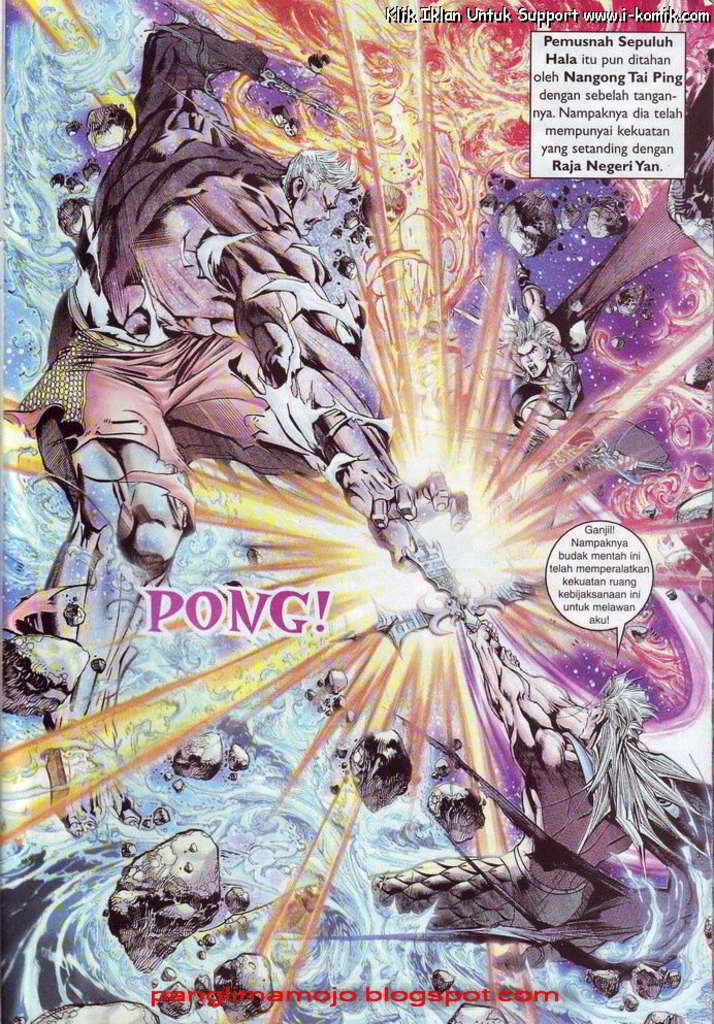 Klik Iklan Untuk Support www.i-komik.com
Pemusnah Sepuluh
Hala itu pun ditahan
oleh Nangong Tai Ping
dengan sebelah tangan-
nya. Nampaknya dia telah
mempunyai kekuatan
yang setanding dengan
Raja Negeri Yan.
Ganjil!
Nampaknya
budak mentah ini
telah memperalatkan
kekuatan ruang
kebijaksanaan ini
untuk melawan
aku!
PONG!
panglimamojo.blogspot.com